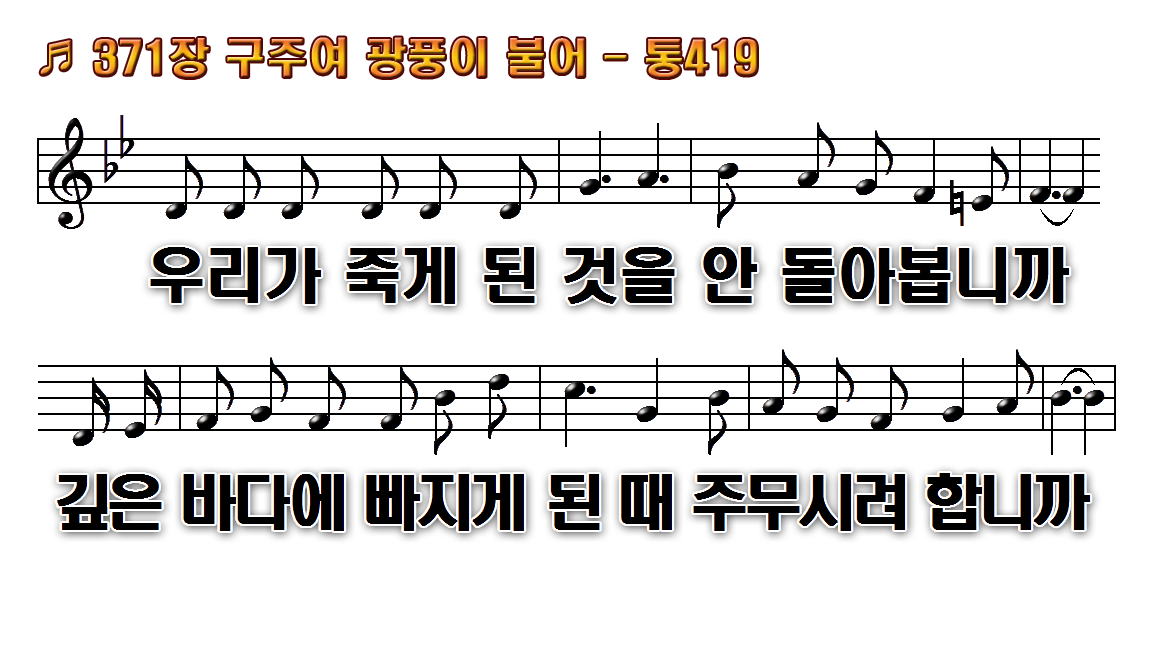 ♬ 371장 구주여 광풍이 불어 - 통419
우리가 죽게 된 것을 안 돌아봅니까
깊은 바다에 빠지게 된 때 주무시려 합니까